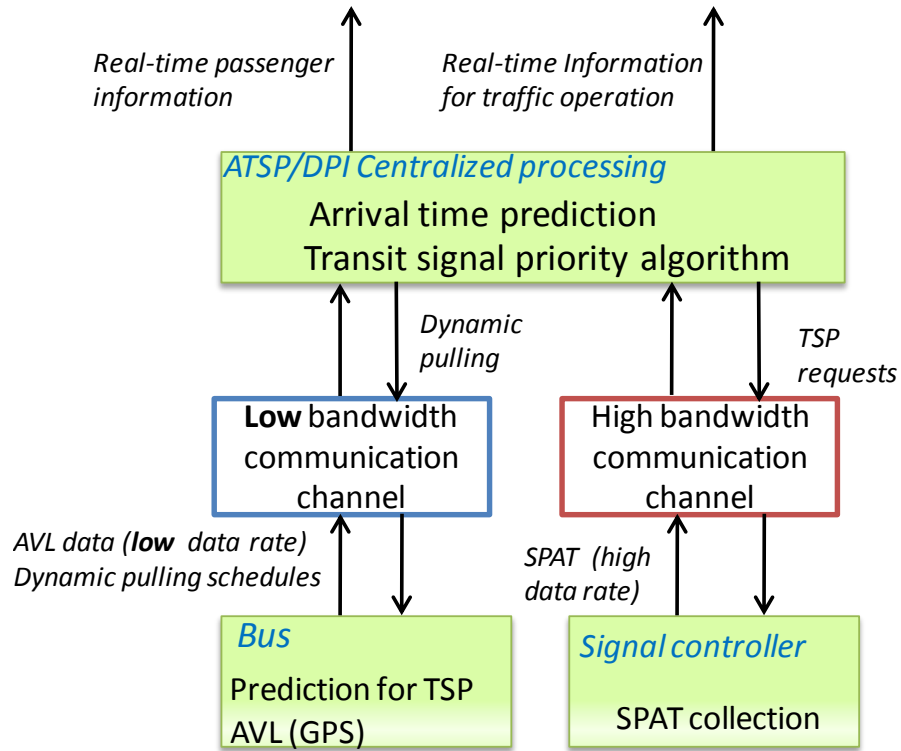 Real-time passenger
information
Real-time Information
for traffic operation
ATSP/DPI Centralized processing
Arrival time prediction
Transit signal priority algorithm
Dynamic
pulling
TSP
requests
Low bandwidth
communication
channel
High bandwidth
communication
channel
AVL data (low data rate)
Dynamic pulling schedules
SPAT (high
data rate)
Bus
Prediction for TSP
AVL (GPS)
Signal controller
SPAT collection